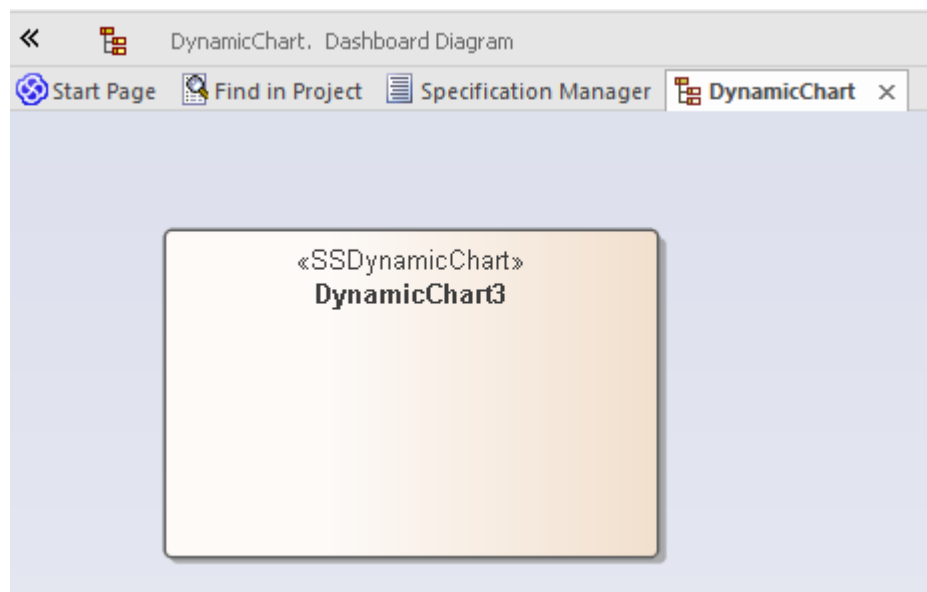 DynamicChart. Dashboard Diagram
Start Page Find in Project Specification Manager DynamicChart
«SSDynamicChart»
DynamicChart3